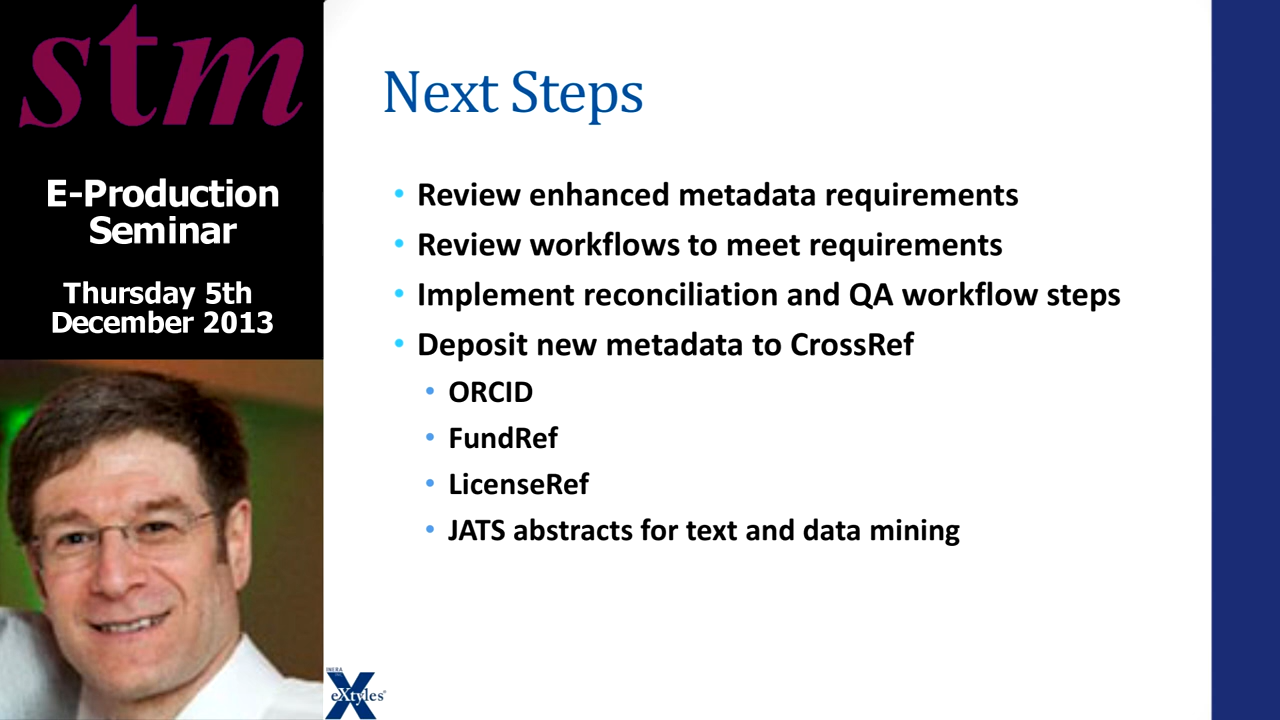 stm
E-Production
Seminar
Thursday 5th
December 2013
Next Steps
• Review enhanced metadata requirements
• Review workflows to meet requirements
• Implement reconciliation and QA workflow steps
• Deposit new metadata to CrossRef
• ORCID
• FundRef
• LicenseRef
• JATS abstracts for text and data mining
INERA
eXtyles®